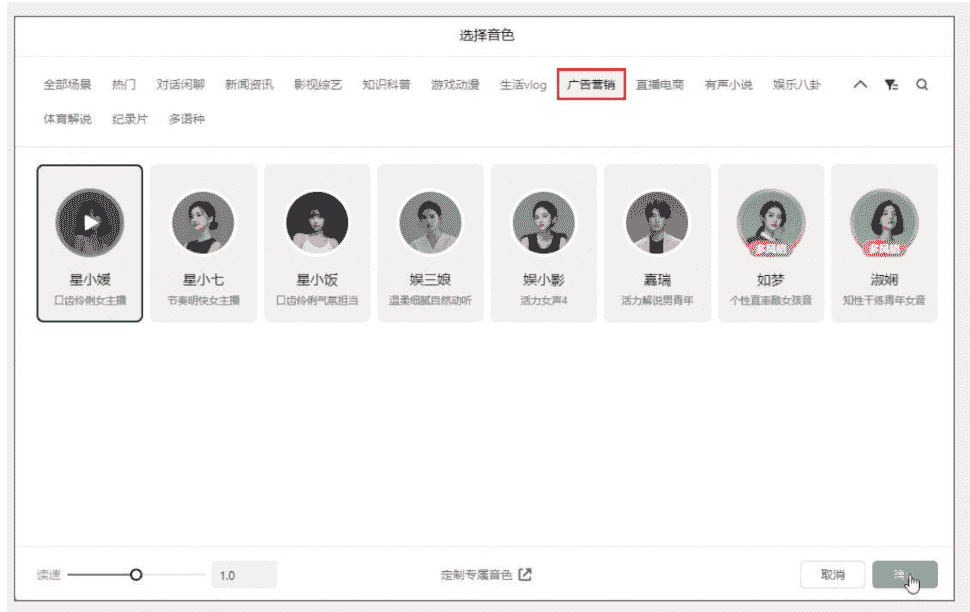 选择音色
全部场景 热门 对话闲聊 新闻资讯 影视综艺 知识科普 游戏动漫 生活vlog 广告营销 直播电商 有声小说 娱乐八卦
体育解说 纪录片 多语种
多风格 多风格
星小媛 星小七 星小饭 娱三娘 娱小影 嘉瑞 如梦 淑娴
口齿伶俐女主播 节奏明快女主播 口齿伶俐气氛担当 温柔细腻自然动听 活力女声4 活力解说男青年 个性直率酷女孩音 知性干练青年女音
读速 1.0 定制专属音色 取消